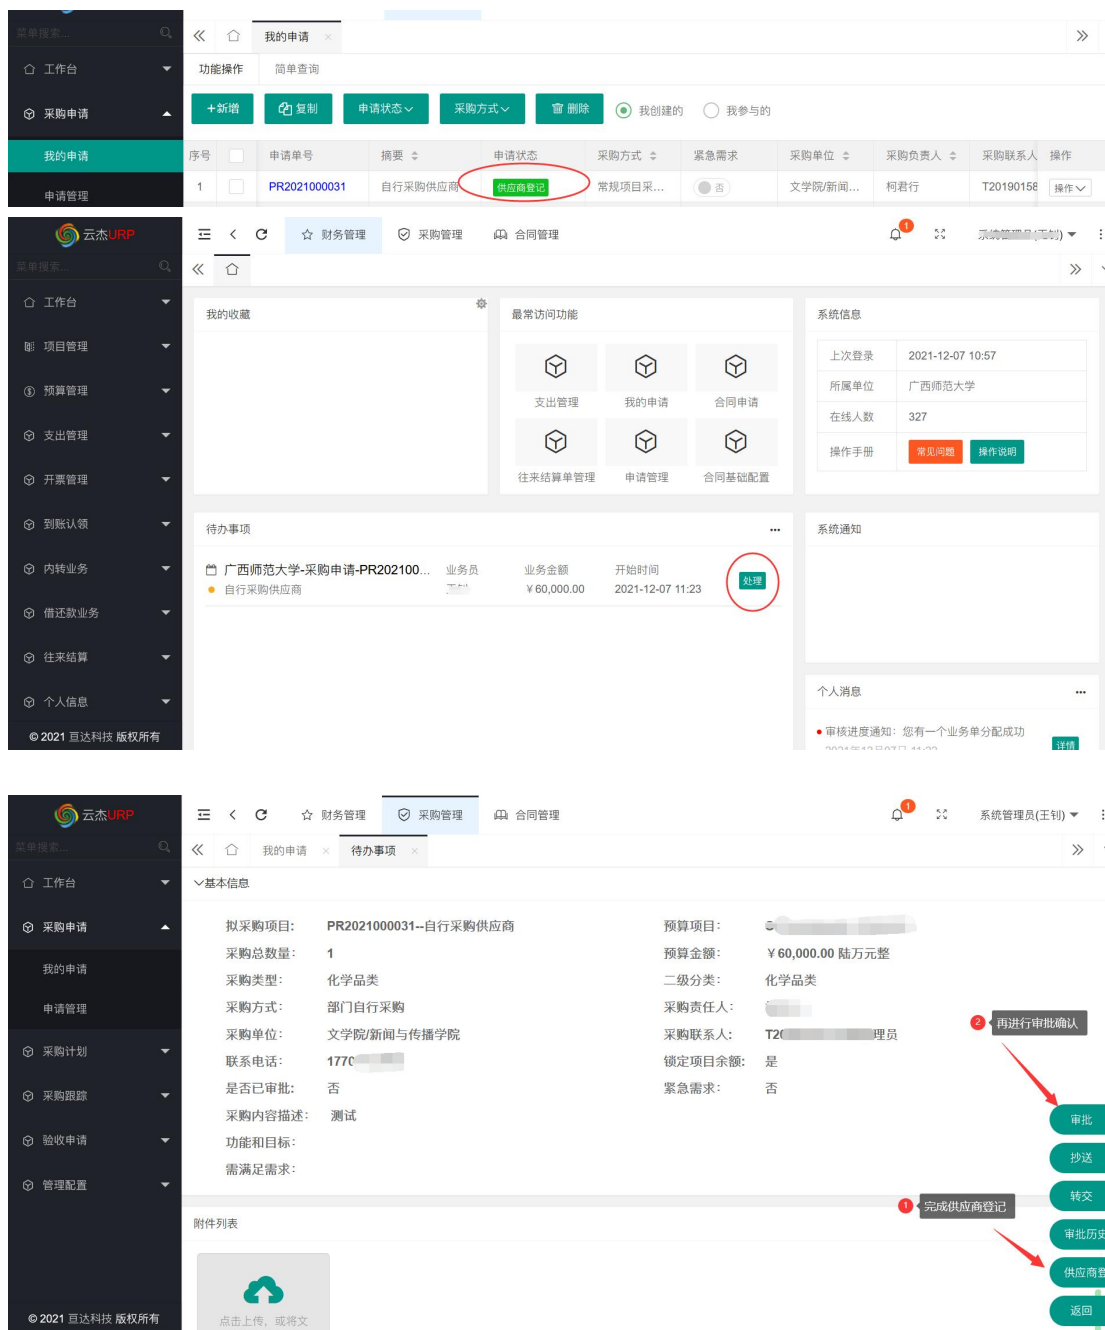 菜单搜索...
我的申请
工作台
功能操作 简单查询
采购申请
+新增 复制 申请状态 采购方式 删除 我创建的 我参与的
我的申请
序号 申请单号 摘要 申请状态 采购方式 紧急需求 采购单位 采购负责人 采购联系人 操作
1 PR2021000031 自行采购供应商 供应商登记 常规项目采... 否 文学院/新闻... 柯君行 T20190158 操作
申请管理
云杰URP 财务管理 采购管理 合同管理 1
菜单搜索...
工作台
项目管理
预算管理
支出管理
开票管理
到账认领
内转业务
借还款业务
往来结算
个人信息
© 2021 亘达科技 版权所有
我的收藏
最常访问功能
支出管理 我的申请 合同申请
往来结算单管理 申请管理 合同基础配置
系统信息
上次登录 2021-12-07 10:57
所属单位 广西师范大学
在线人数 327
操作手册 常见问题 操作说明
待办事项 ...
广西师范大学-采购申请-PR202100... 业务员 业务金额 开始时间 处理
自行采购供应商 ￥60,000.00 2021-12-07 11:23
系统通知
个人消息 ...
审核进度通知：您有一个业务单分配成功
详情
云杰URP 财务管理 采购管理 合同管理 1 系统管理员(王钊)
菜单搜索...
我的申请 待办事项
工作台
采购申请
我的申请
申请管理
采购计划
采购跟踪
验收申请
管理配置
© 2021 亘达科技 版权所有
基本信息
拟采购项目: PR2021000031--自行采购供应商 预算项目:
采购总数量: 1 预算金额: ￥60,000.00 陆万元整
采购类型: 化学品类 二级分类: 化学品类
采购方式: 部门自行采购 采购责任人:
采购单位: 文学院/新闻与传播学院 采购联系人: 理员
联系电话: 1770 锁定项目余额: 是
是否已审批: 否 紧急需求: 否
采购内容描述: 测试
功能和目标:
需满足需求:
2 再进行审批确认
审批
抄送
转交
1 完成供应商登记
审批历史
供应商登
返回
附件列表
点击上传，或将文